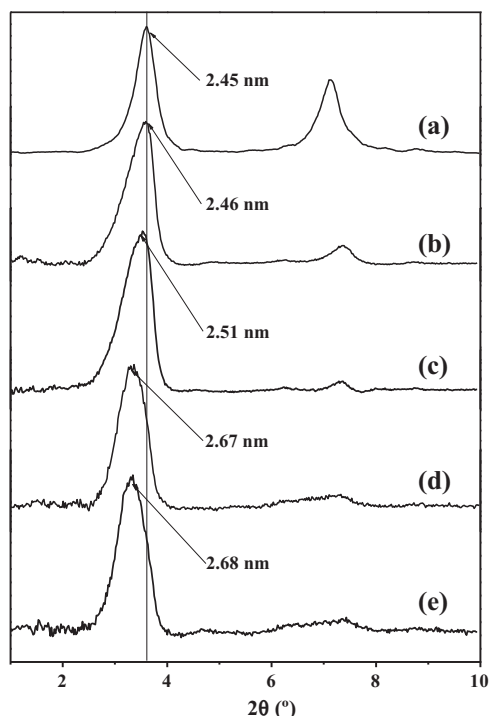 2.45 nm
(a)
2.46 nm
(b)
2.51 nm
(c)
2.67 nm
(d)
2.68 nm
(e)
2 4 6 8 10
2θ (º)